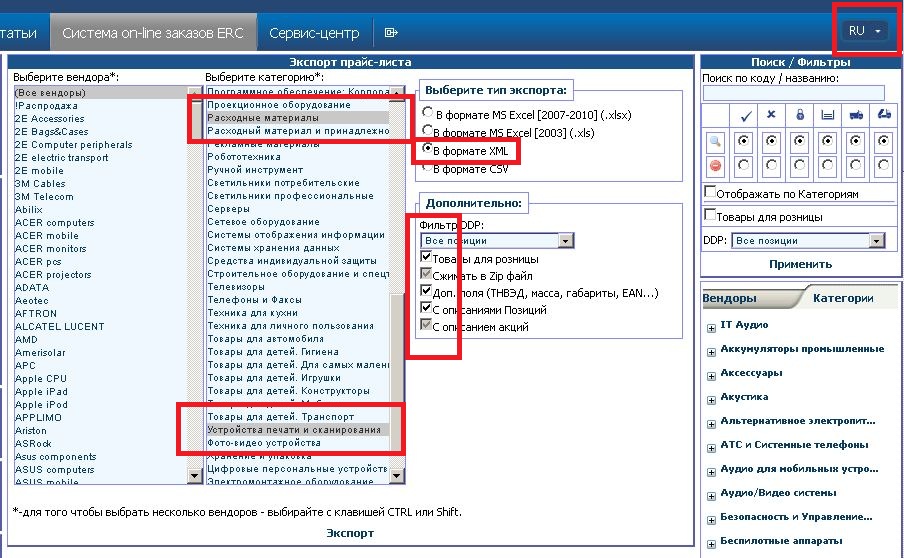 татьи
Система on-line заказов ERC
Сервис-центр
RU
Экспорт прайс-листа
Выберите вендора*:
(Все вендоры)
!Распродажа
2E Accessories
2E Bags&Cases
2E Computer peripherals
2E electric transport
2E mobile
3M Cables
3M Telecom
Abilix
ACER computers
ACER mobile
ACER monitors
ACER pcs
ACER projectors
ADATA
Aeotec
AFTRON
ALCATEL LUCENT
AMD
Amerisolar
APC
Apple CPU
Apple iPad
Apple iPod
APPLIMO
Ariston
ASRock
Asus components
ASUS computers
ASUS mobile
Выберите категорию*:
Программное обеспечение: Корпора
Проекционное оборудование
Расходные материалы
Расходный материал и принадлежно
Рекламные материалы
Робототехника
Ручной инструмент
Светильники потребительские
Светильники профессиональные
Серверы
Сетевое оборудование
Системы отображения информации
Системы хранения данных
Средства индивидуальной защиты
Строительное оборудование и спецт
Телевизоры
Телефоны и Факсы
Техника для кухни
Техника для личного пользования
Товары для автомобиля
Товары для детей. Гигиена
Товары для детей. Для самых мален
Товары для детей. Игрушки
Товары для детей. Конструкторы
Товары для детей. Транспорт
Устройства печати и сканирования
Фото-видео устройства
Хранение и упаковка
Цифровые персональные устройств
Электромонтажное оборудование
Выберите тип экспорта:
В формате MS Excel [2007-2010] (.xlsx)
В формате MS Excel [2003] (.xls)
В формате XML
В формате CSV
Дополнительно:
Фильтр DDP:
Все позиции
Товары для розницы
Сжимать в Zip файл
Доп. поля (ТНВЭД, масса, габариты, EAN...)
С описаниями Позиций
С описанием акций
*-для того чтобы выбрать несколько вендоров - выбирайте с клавишей CTRL или Shift.
Экспорт
Поиск / Фильтры
Поиск по коду / названию:
Отображать по Категориям
Товары для розницы
DDP:
Все позиции
Применить
Вендоры
Категории
IT Аудио
Аккумуляторы промышленные
Аксессуары
Акустика
Альтернативное электропит...
АТС и Системные телефоны
Аудио для мобильных устро...
Аудио/Видео системы
Безопасность и Управление...
Беспилотные аппараты